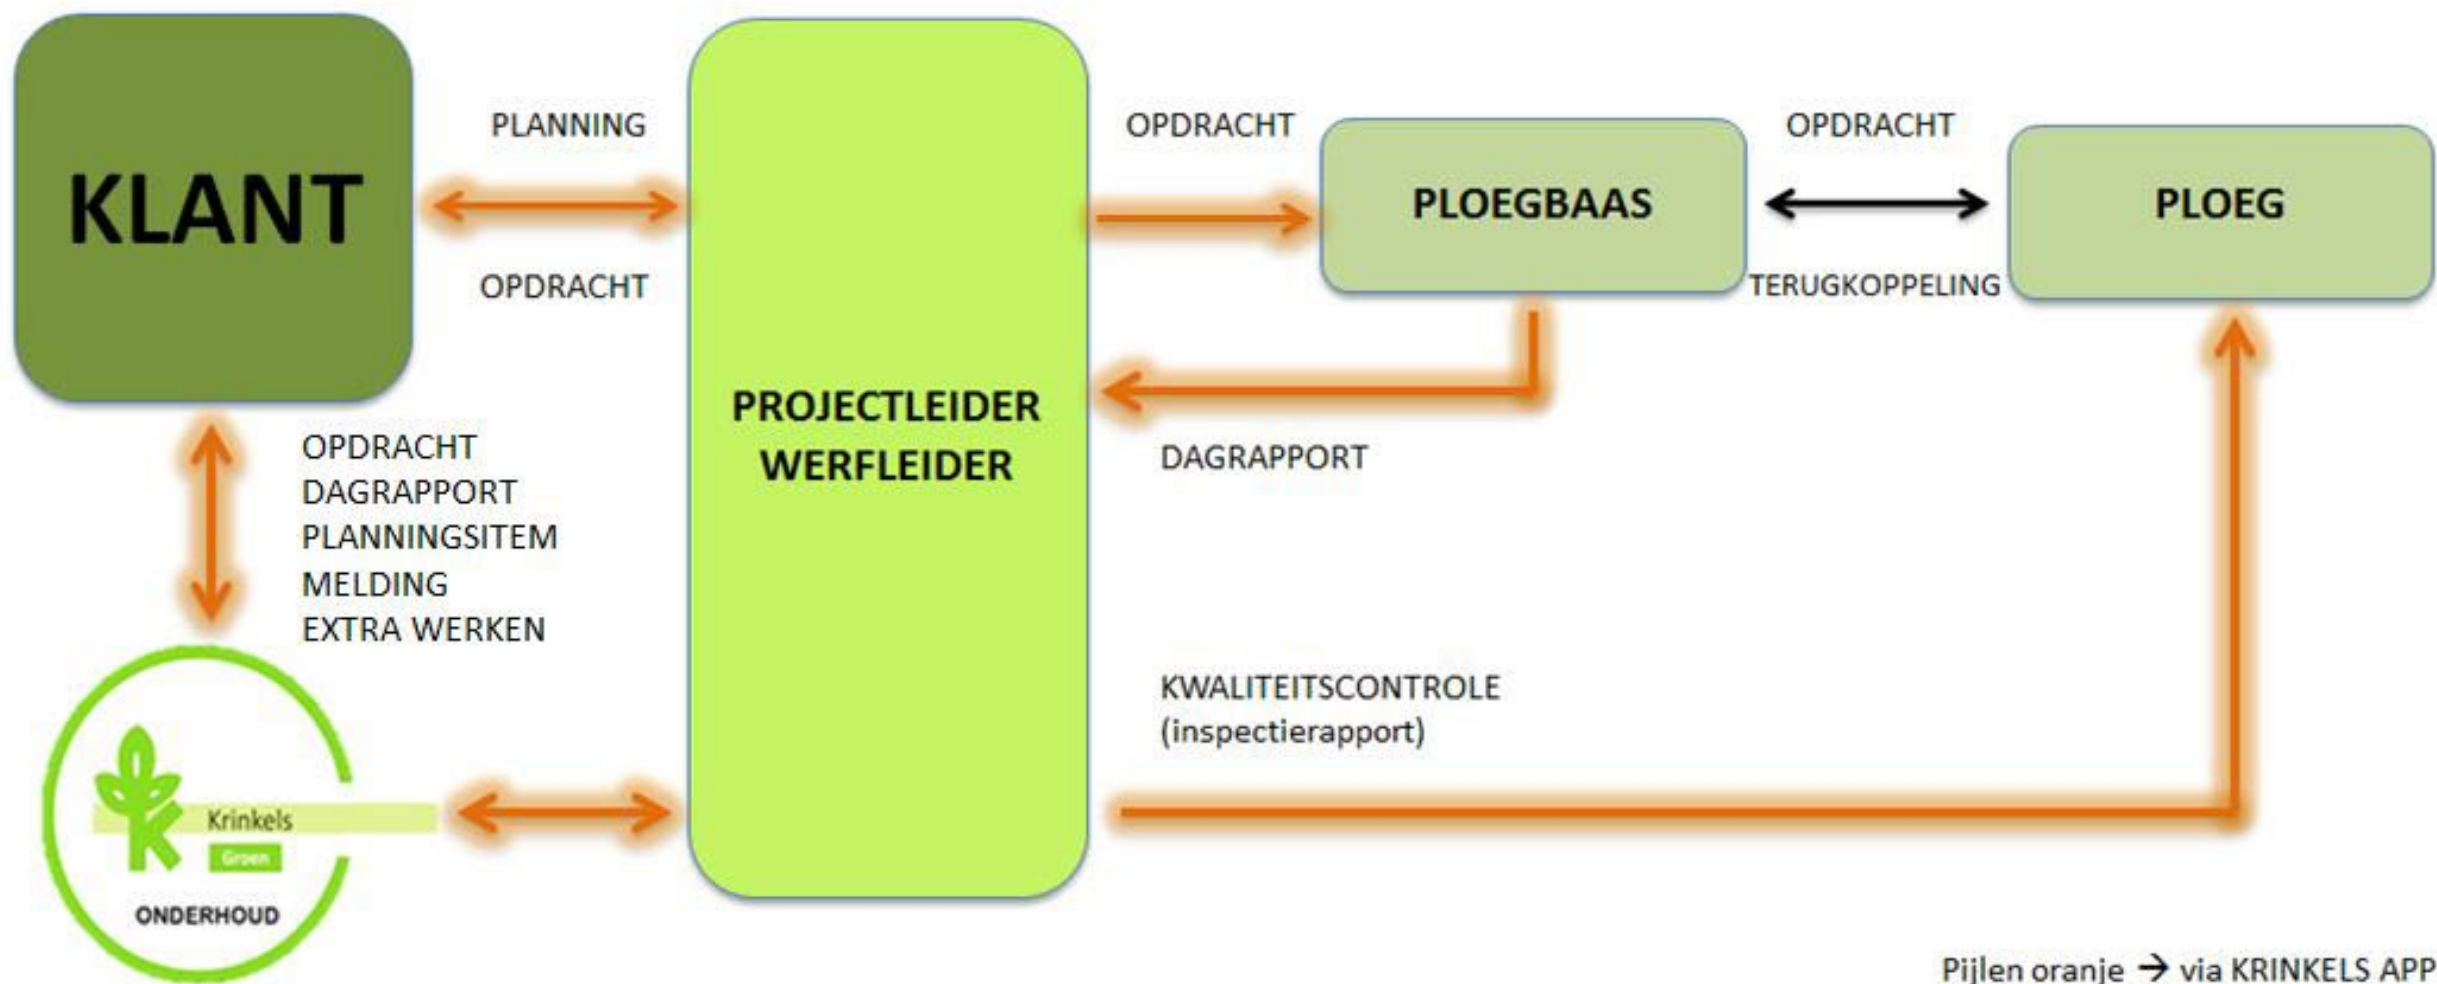 KLANT
PLANNING
OPDRACHT
PROJECTLEIDER
WERFLEIDER
OPDRACHT
PLOEGBAAS
OPDRACHT
TERUGKOPPELING
PLOEG
DAGRAPPORT
OPDRACHT
DAGRAPPORT
PLANNINGSITEM
MELDING
EXTRA WERKEN
KWALITEITSCONTROLE
(inspectierapport)
Krinkels
Groen
ONDERHOUD
Pijlen oranje → via KRINKELS APP